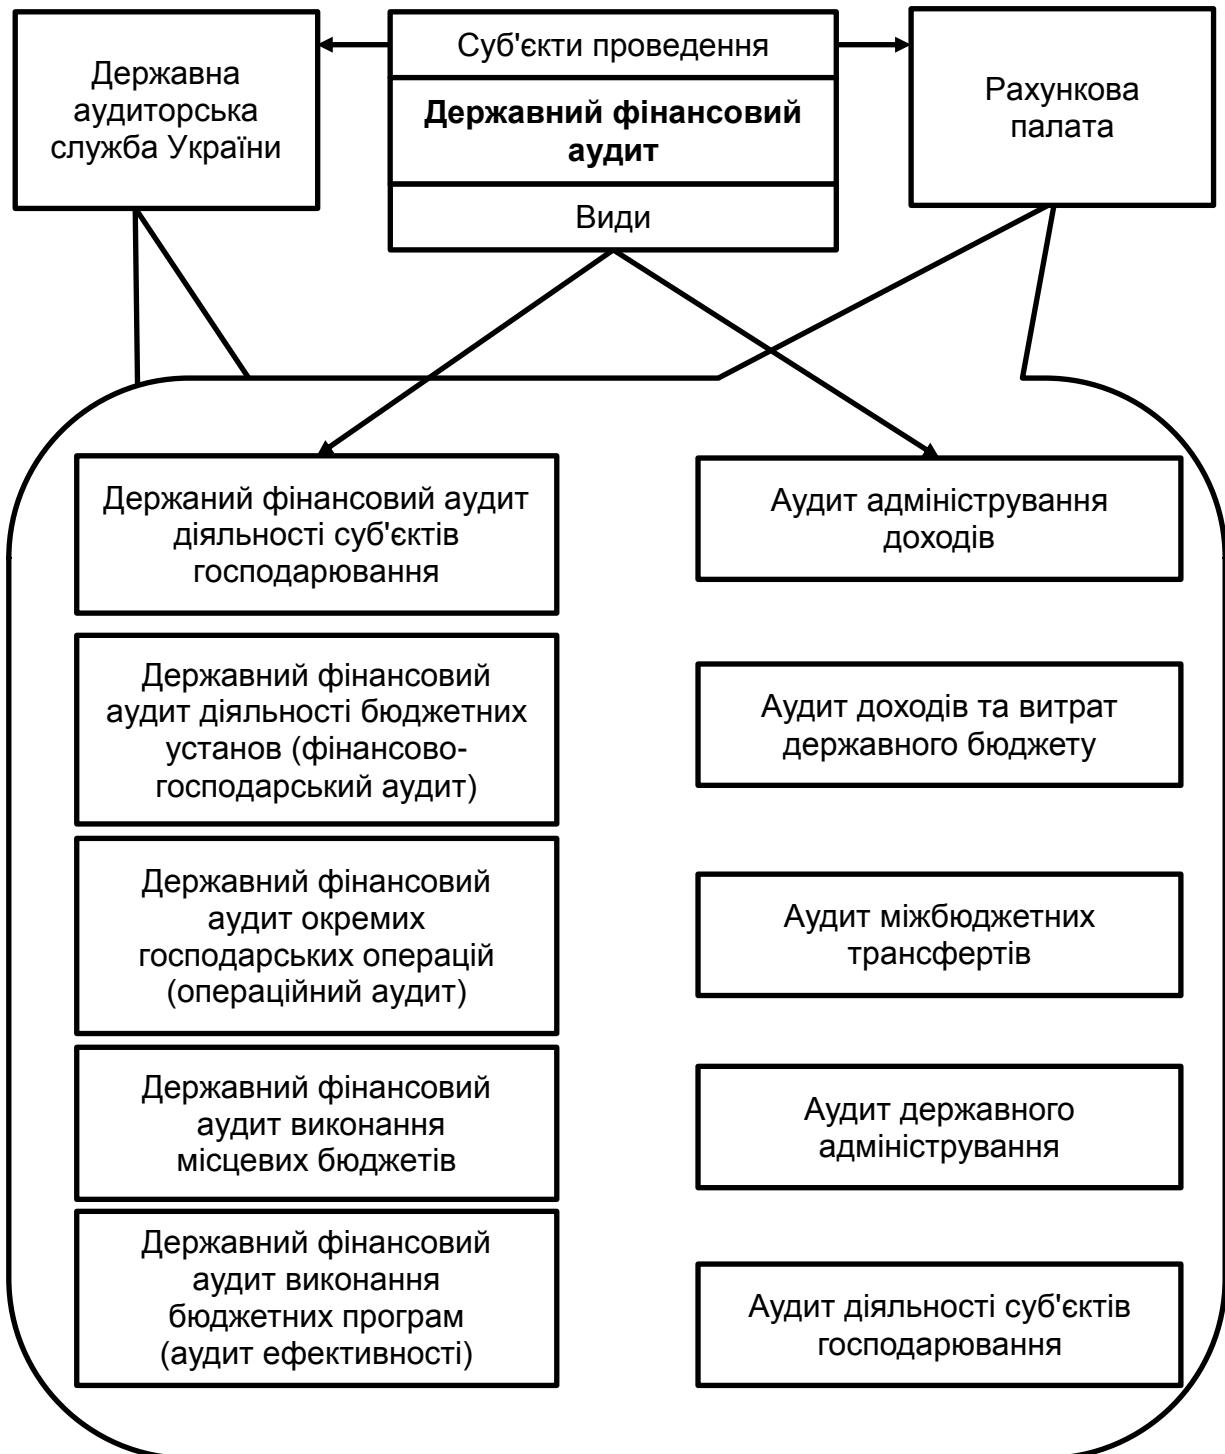 Державна
аудиторська
служба України
Суб'єкти проведення
Державний фінансовий
аудит
Види
Рахункова
палата
Держаний фінансовий аудит
діяльності суб'єктів
господарювання
Державний фінансовий
аудит діяльності бюджетних
установ (фінансово-
господарський аудит)
Державний фінансовий
аудит окремих
господарських операцій
(операційний аудит)
Державний фінансовий
аудит виконання
місцевих бюджетів
Державний фінансовий
аудит виконання
бюджетних програм
(аудит ефективності)
Аудит адміністрування
доходів
Аудит доходів та витрат
державного бюджету
Аудит міжбюджетних
трансфертів
Аудит державного
адміністрування
Аудит діяльності суб'єктів
господарювання